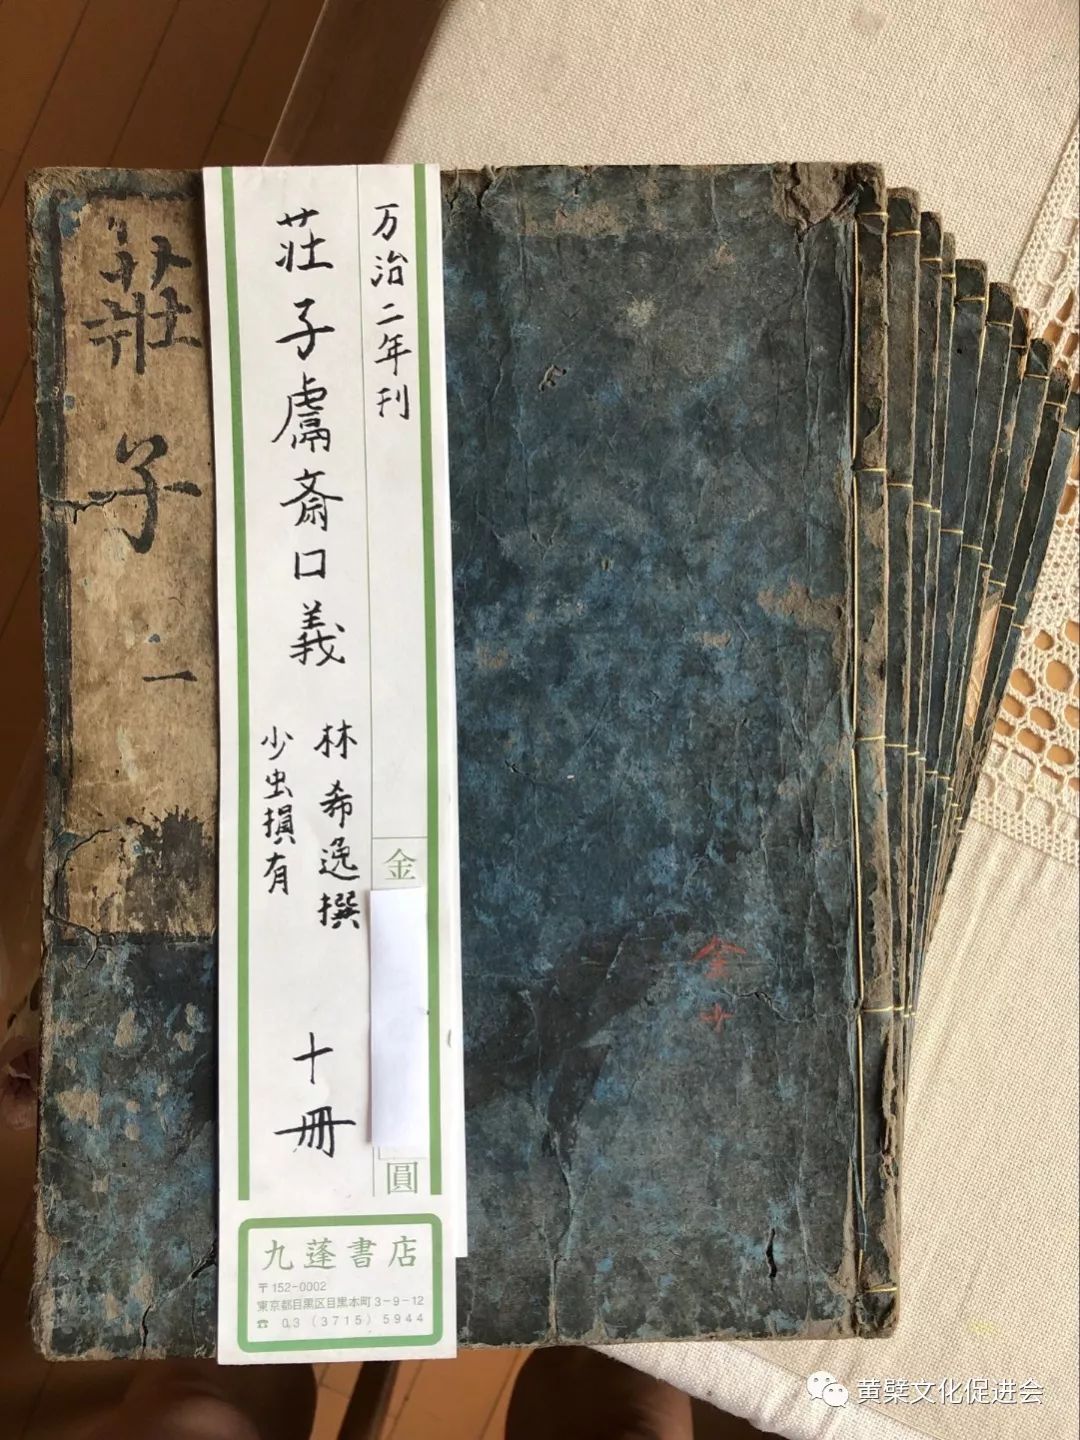 莊子
一
万治二年刊
莊子鬳斎口義
林希逸撰
少虫損有
十冊
金
圓
九蓬書店
〒152-0002
東京都目黒区目黒本町3-9-12
☎ 03（3715）5944
黄檗文化促进会